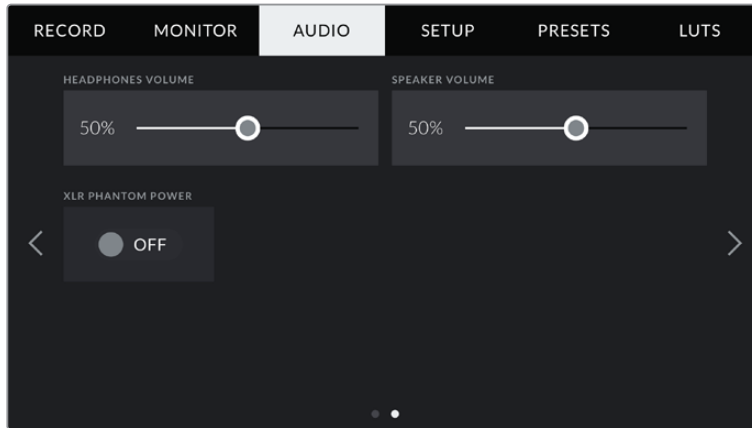 RECORD MONITOR AUDIO SETUP PRESETS LUTS
HEADPHONES VOLUME SPEAKER VOLUME
50% 50%
XLR PHANTOM POWER
OFF